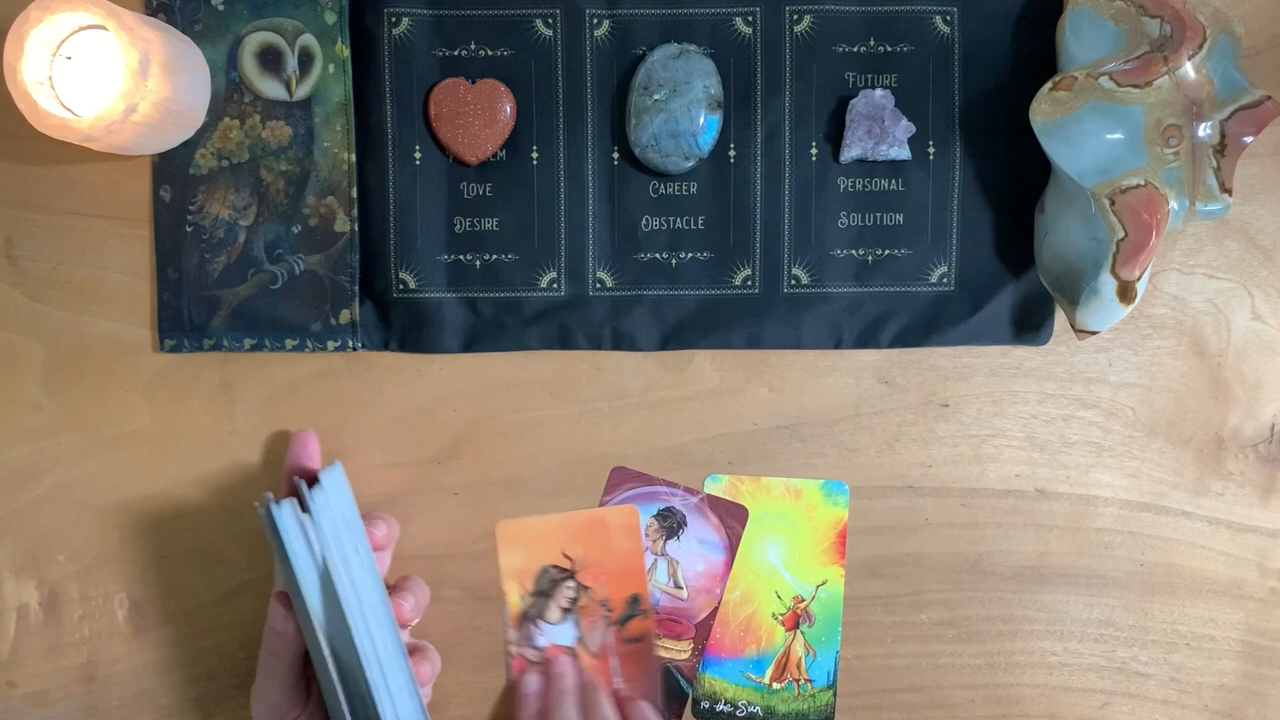 LOVE
DESIRE
CAREER
OBSTACLE
FUTURE
PERSONAL
SOLUTION
19 the Sun